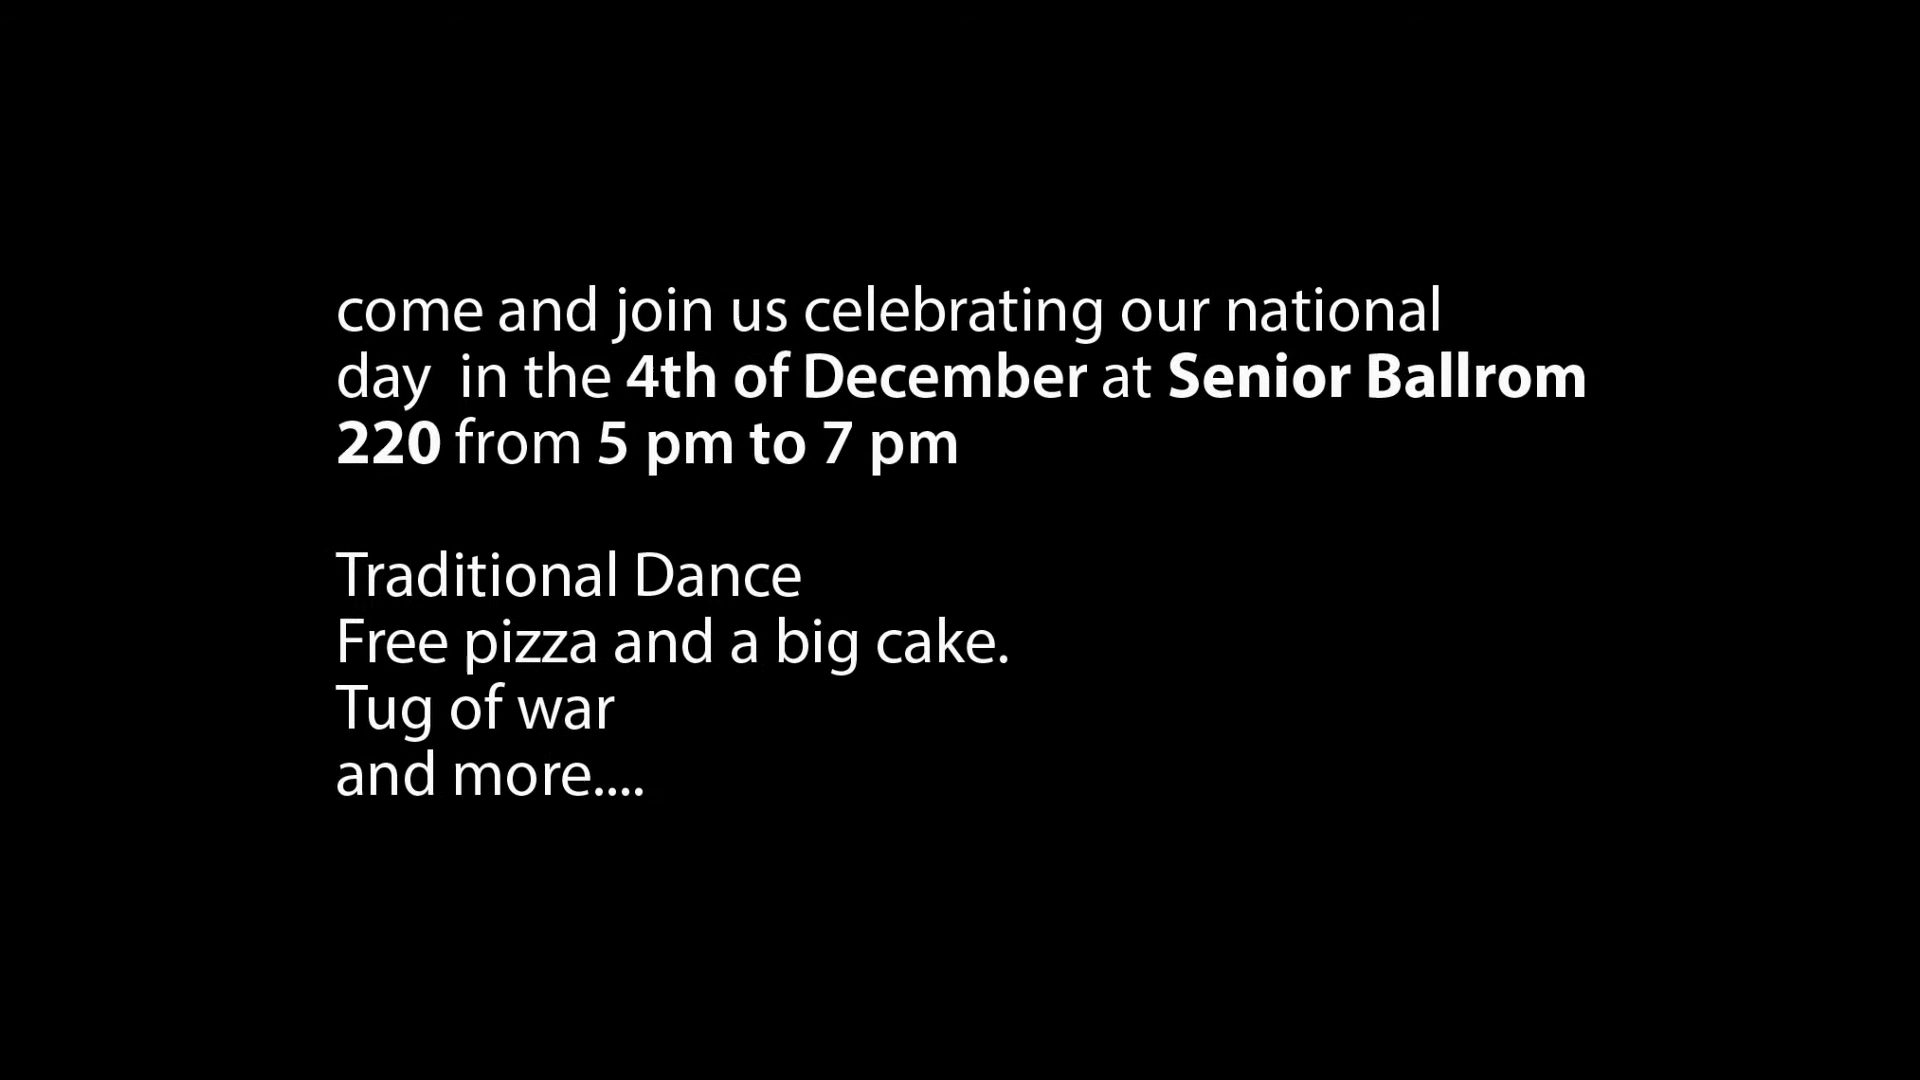 come and join us celebrating our national
day  in the 4th of December at Senior Ballrom
220 from 5 pm to 7 pm
Traditional Dance
Free pizza and a big cake.
Tug of war
and more....